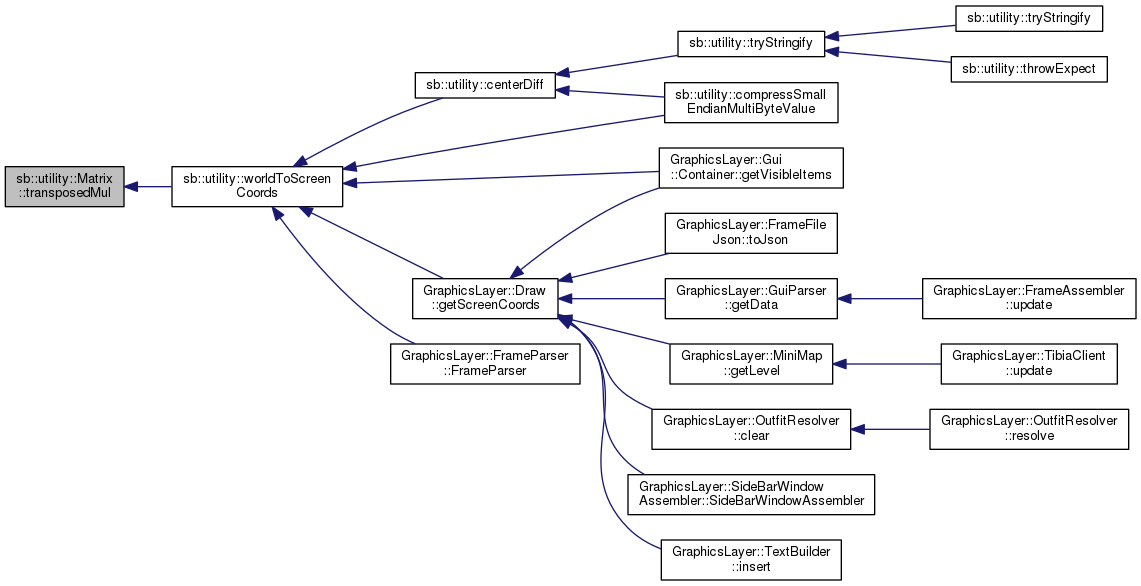 sb::utility::Matrix
::transposedMul
sb::utility::worldToScreen
Coords
sb::utility::centerDiff
sb::utility::tryStringify
sb::utility::tryStringify
sb::utility::throwExpect
sb::utility::compressSmall
EndianMultiByteValue
GraphicsLayer::Gui
::Container::getVisibleItems
GraphicsLayer::Draw
::getScreenCoords
GraphicsLayer::FrameFile
Json::toJson
GraphicsLayer::GuiParser
::getData
GraphicsLayer::FrameAssembler
::update
GraphicsLayer::MiniMap
::getLevel
GraphicsLayer::TibiaClient
::update
GraphicsLayer::OutfitResolver
::clear
GraphicsLayer::OutfitResolver
::resolve
GraphicsLayer::SideBarWindow
Assembler::SideBarWindowAssembler
GraphicsLayer::TextBuilder
::insert
GraphicsLayer::FrameParser
::FrameParser